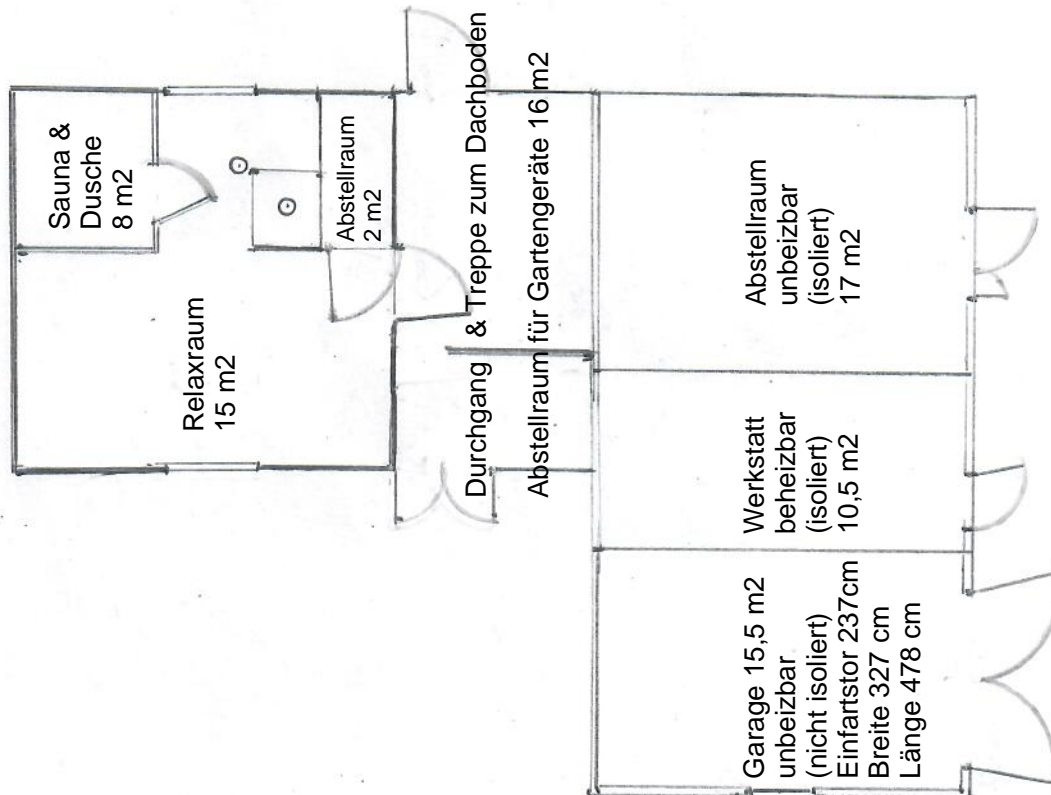 Sauna &
Dusche
8 m2
Relaxraum
15 m2
Abstellraum
2 m2
Durchgang & Treppe zum Dachboden
Abstellraum für Gartengeräte 16 m2
Abstellraum
unbeizbar
(isoliert)
17 m2
Werkstatt
beheizbar
(isoliert)
10,5 m2
Garage 15,5 m2
unbeizbar
(nicht isoliert)
Einfartstor 237cm
Breite 327 cm
Länge 478 cm